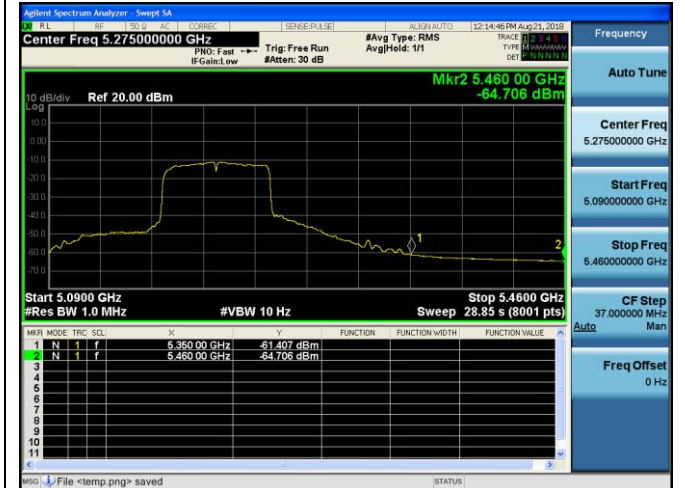 Agilent Spectrum Analyzer - Swept SA
RL RF 50 Ω AC CORREC SENSE:PULSE ALIGN AUTO 12:14:46 PM Aug 21, 2018
Center Freq 5.275000000 GHz #Avg Type: RMS TRACE 1 2 3 4 5 6
PNO: Fast Trig: Free Run Avg|Hold: 1/1 TYPE M
IFGain:Low #Atten: 30 dB DET P N N N N N
Mkr2 5.460 00 GHz
10 dB/div Ref 20.00 dBm -64.706 dBm
Log
10.0
0.00
-10.0
-20.0
-30.0
-40.0
-50.0
-60.0
-70.0
1
2
Start 5.0900 GHz Stop 5.4600 GHz
#Res BW 1.0 MHz #VBW 10 Hz Sweep 28.85 s (8001 pts)
MKR MODE TRC SCL X Y FUNCTION FUNCTION WIDTH FUNCTION VALUE
1 N 1 f 5.350 00 GHz -61.407 dBm
2 N 1 f 5.460 00 GHz -64.706 dBm
3
4
5
6
7
8
9
10
11
MSG File <temp.png> saved STATUS
Frequency
Auto Tune
Center Freq
5.275000000 GHz
Start Freq
5.090000000 GHz
Stop Freq
5.460000000 GHz
CF Step
37.000000 MHz
Auto Man
Freq Offset
0 Hz